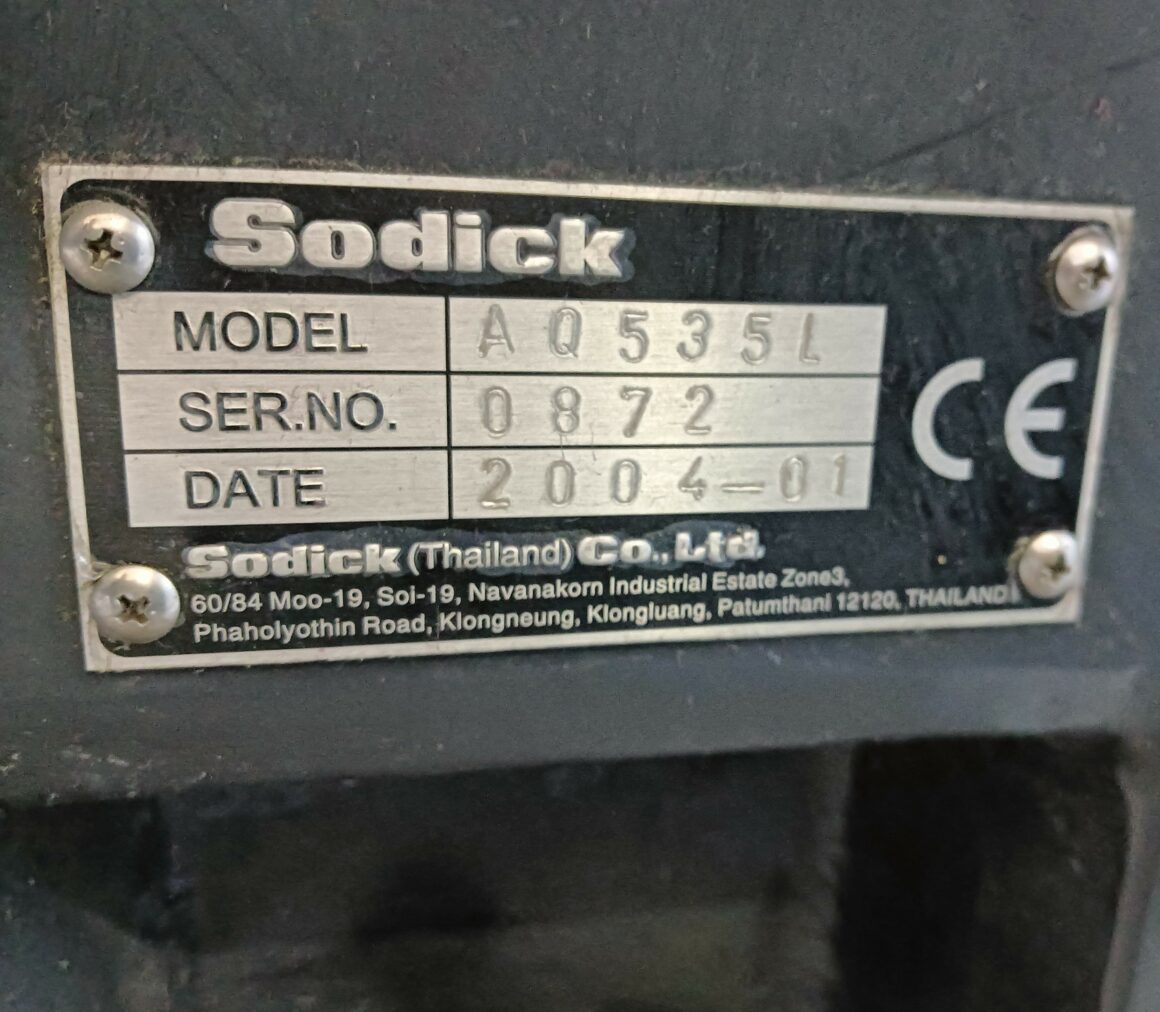 Sodick
MODEL AQ535L
SER.NO. 0872
DATE 2004-01
CE
Sodick (Thailand) Co., Ltd.
60/84 Moo-19, Soi-19, Navanakorn Industrial Estate Zone3,
Phaholyothin Road, Klongneung, Klongluang, Patumthani 12120, THAILAND